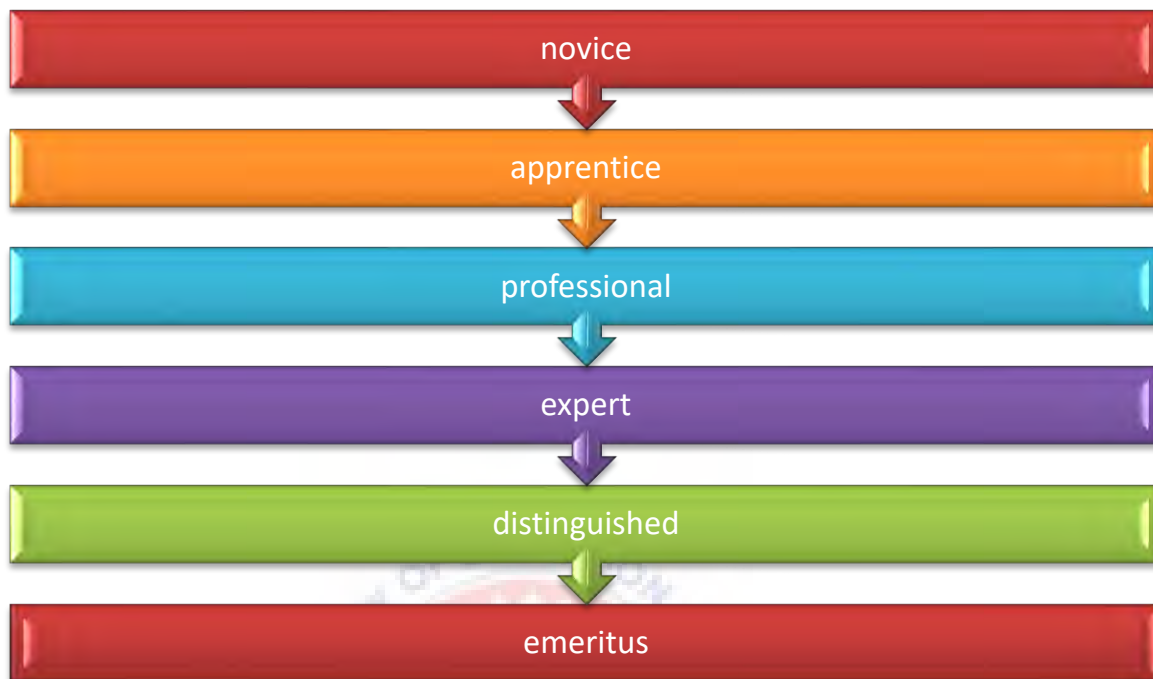 novice
apprentice
professional
expert
distinguished
emeritus